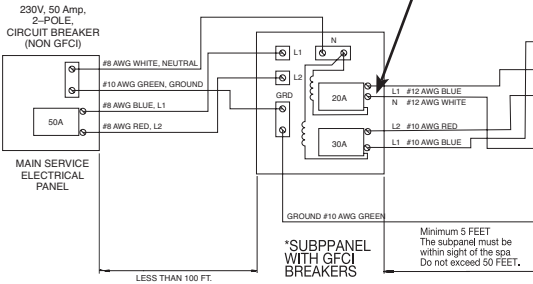 230V, 50 Amp,
2–POLE,
CIRCUIT BREAKER
(NON GFCI)
#8 AWG WHITE, NEUTRAL
#10 AWG GREEN, GROUND
#8 AWG BLUE, L1
#8 AWG RED, L2
50A
MAIN SERVICE
ELECTRICAL
PANEL
N
L1
L2
GRD
20A
30A
L1 #12 AWG BLUE
N #12 AWG WHITE
L2 #10 AWG RED
L1 #10 AWG BLUE
GROUND #10 AWG GREEN
*SUBPPANEL
WITH GFCI
BREAKERS
Minimum 5 FEET
The subpanel must be
within sight of the spa
Do not exceed 50 FEET.
LESS THAN 100 FT.